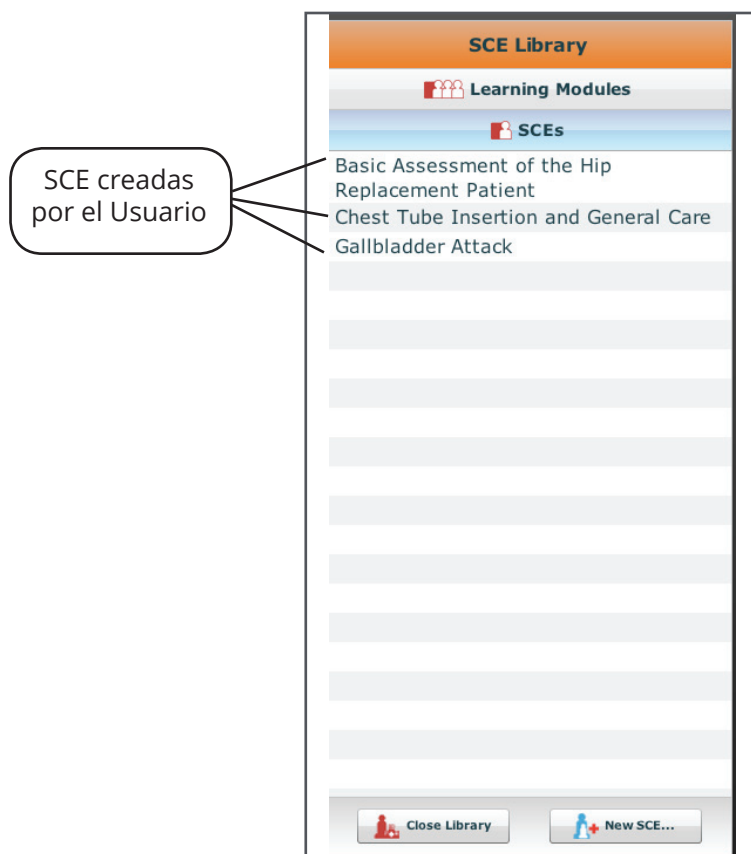 SCE Library
Learning Modules
SCEs
SCE creadas
por el Usuario
Basic Assessment of the Hip
Replacement Patient
Chest Tube Insertion and General Care
Gallbladder Attack
Close Library
New SCE...